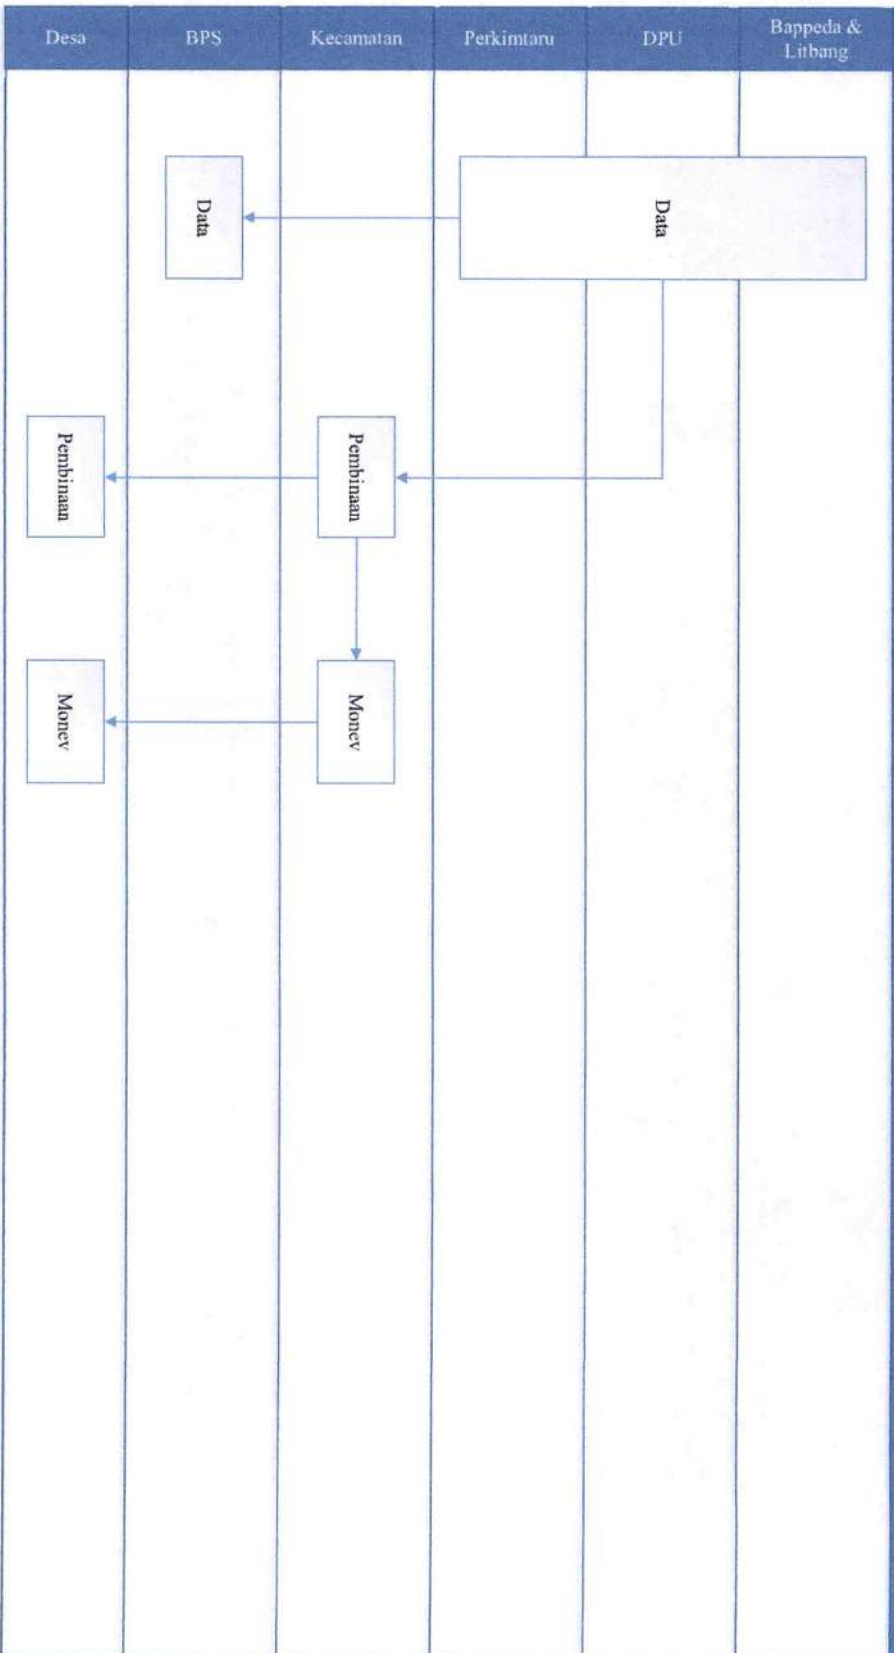 Desa
BPS
Kecamatan
Perkimtaru
DPU
Bappeda &
Litbang
Data
Data
Pembinaan
Pembinaan
Monev
Monev